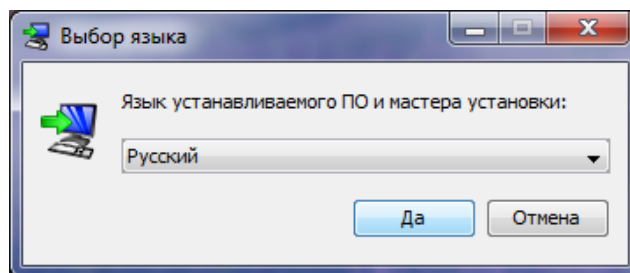 Выбор языка
Язык устанавливаемого ПО и мастера установки:
Русский
Да
Отмена